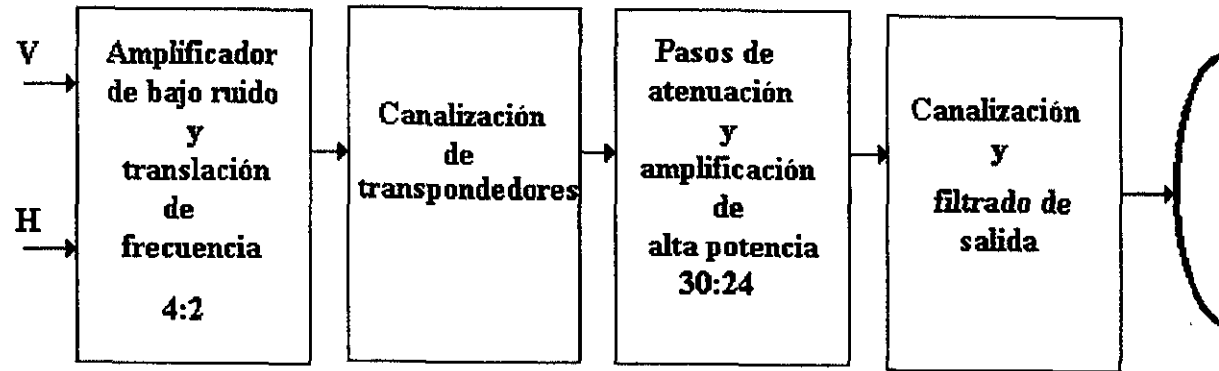 V
H
Amplificador
de bajo ruido
y
translación
de
frecuencia
4:2
Canalización
de
transpondedores
Pasos de
atenuación
y
amplificación
de
alta potencia
30:24
Canalización
y
filtrado de
salida